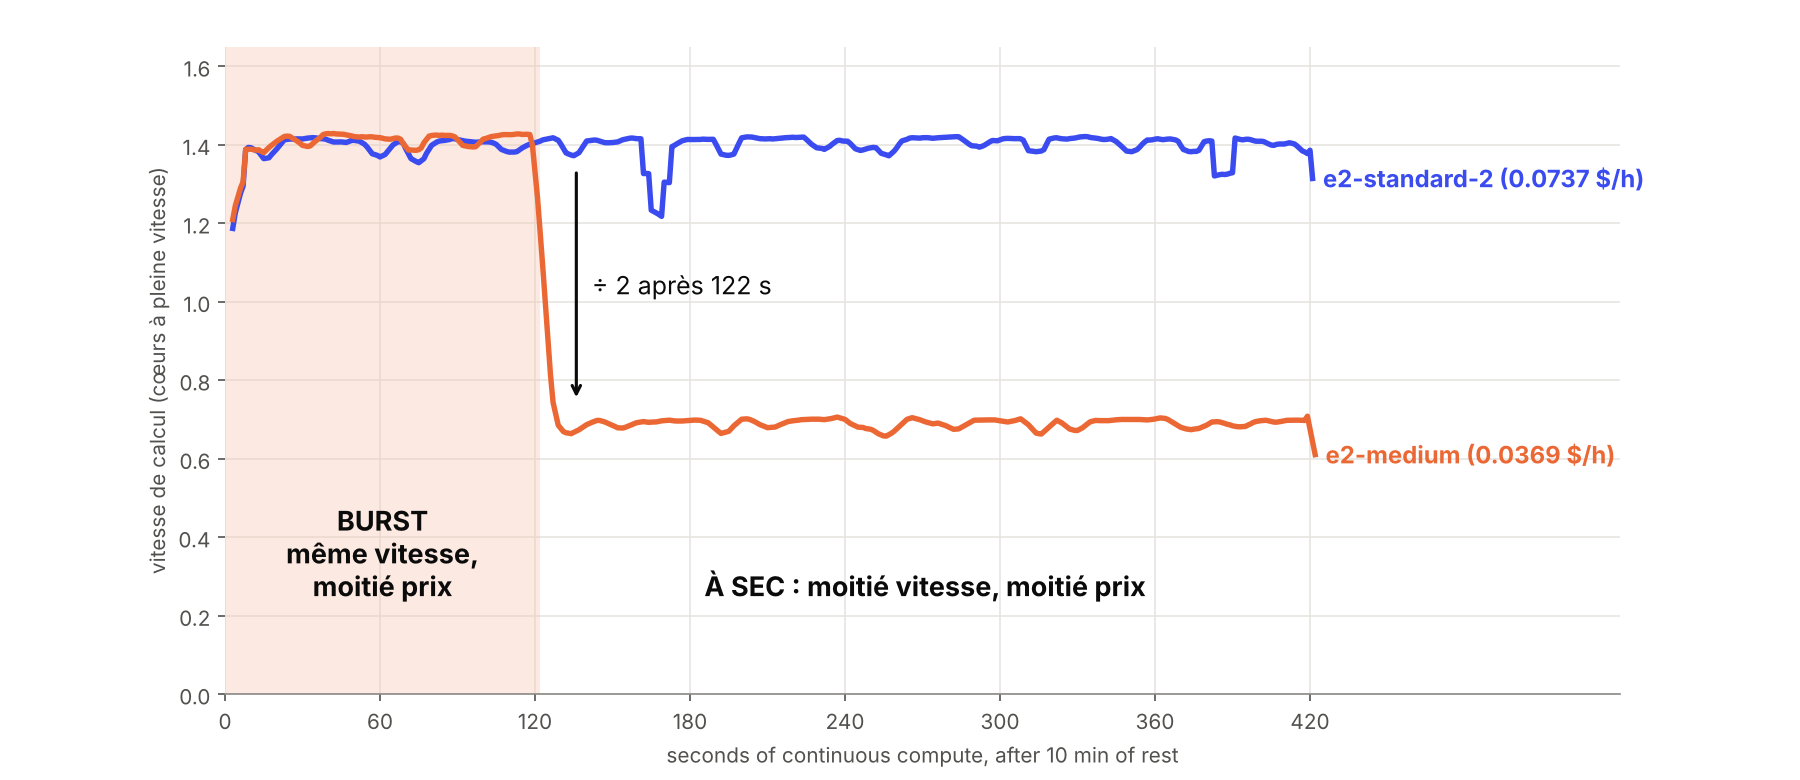 1.6
1.4
1.2
1.0
0.8
0.6
0.4
0.2
0.0
vitesse de calcul (cœurs à pleine vitesse)
e2-standard-2 (0.0737 $/h)
÷ 2 après 122 s
e2-medium (0.0369 $/h)
BURST
même vitesse,
moitié prix
À SEC : moitié vitesse, moitié prix
0 60 120 180 240 300 360 420
seconds of continuous compute, after 10 min of rest